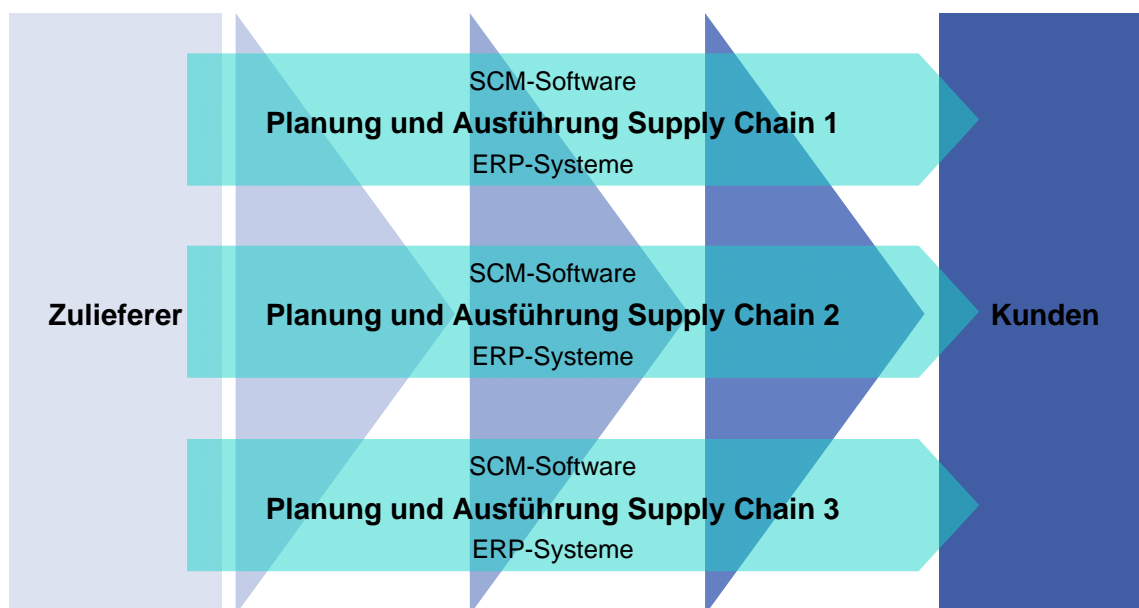 SCM-Software
Planung und Ausführung Supply Chain 1
ERP-Systeme
SCM-Software
Zulieferer
Planung und Ausführung Supply Chain 2
Kunden
ERP-Systeme
SCM-Software
Planung und Ausführung Supply Chain 3
ERP-Systeme